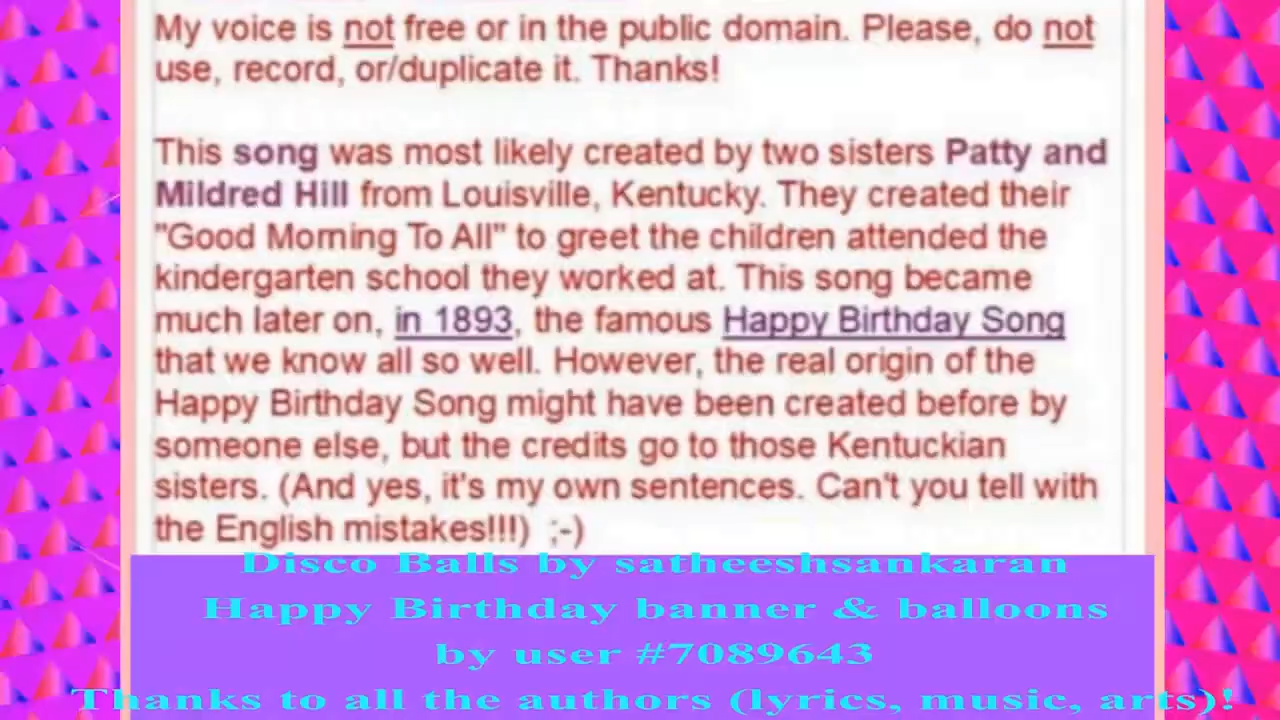 My voice is not free or in the public domain. Please, do not
use, record, or/duplicate it. Thanks!
This song was most likely created by two sisters Patty and
Mildred Hill from Louisville, Kentucky. They created their
"Good Morning To All" to greet the children attended the
kindergarten school they worked at. This song became
much later on, in 1893, the famous Happy Birthday Song
that we know all so well. However, the real origin of the
Happy Birthday Song might have been created before by
someone else, but the credits go to those Kentuckian
sisters. (And yes, it's my own sentences. Can't you tell with
the English mistakes!!!) ;-)
Disco Balls by satheeshsankaran
Happy Birthday banner & balloons
by user #7089643
Thanks to all the authors (lyrics, music, arts)!